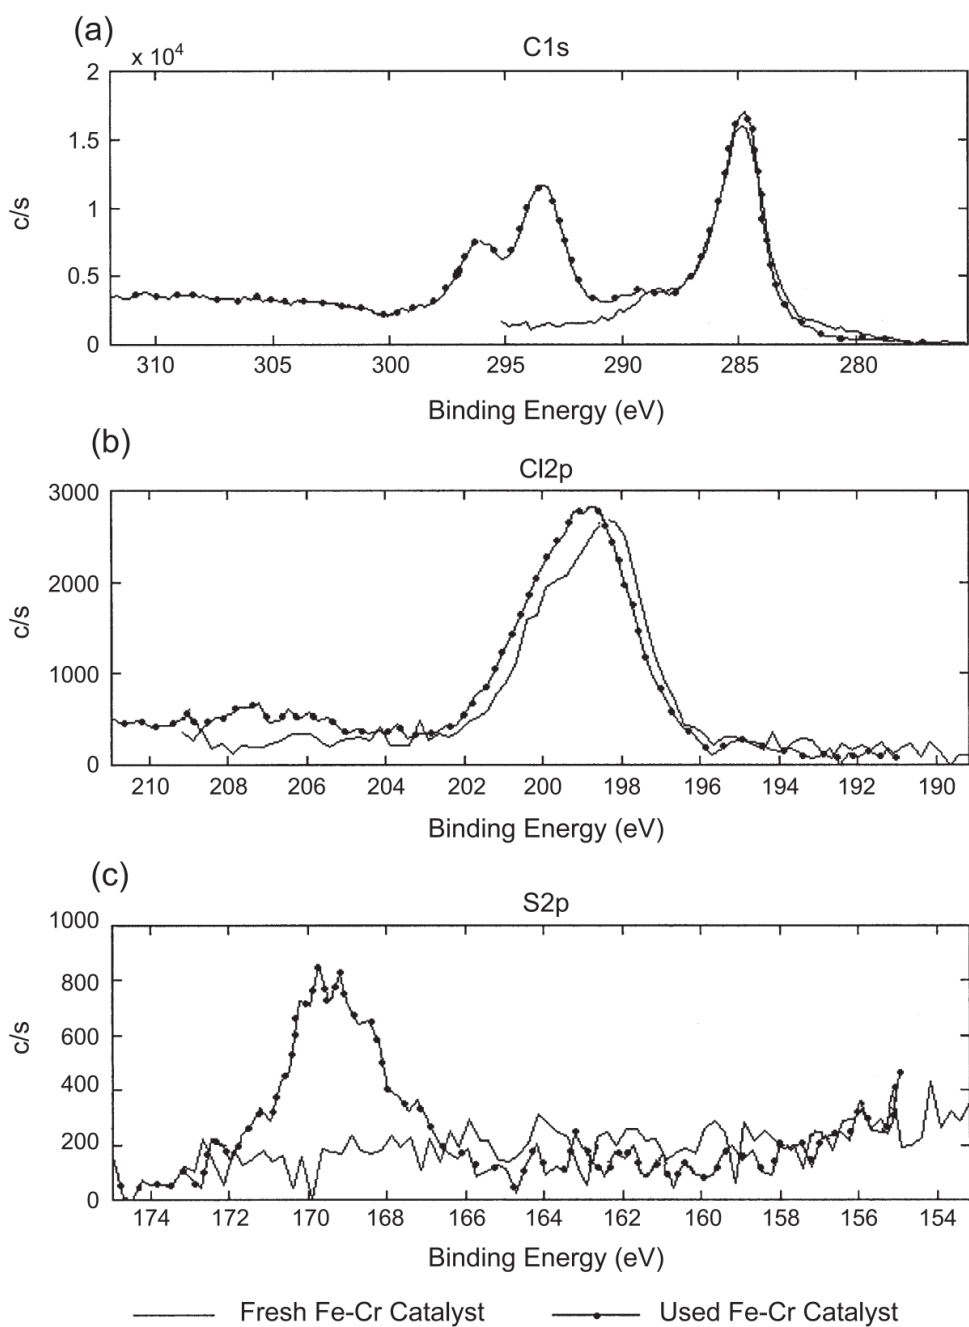 (a)
C1s
x 10⁴
2
1.5
1
0.5
0
c/s
310 305 300 295 290 285 280
Binding Energy (eV)
(b)
Cl2p
3000
2000
1000
0
c/s
210 208 206 204 202 200 198 196 194 192 190
Binding Energy (eV)
(c)
S2p
1000
800
600
400
200
0
c/s
174 172 170 168 166 164 162 160 158 156 154
Binding Energy (eV)
Fresh Fe-Cr Catalyst Used Fe-Cr Catalyst